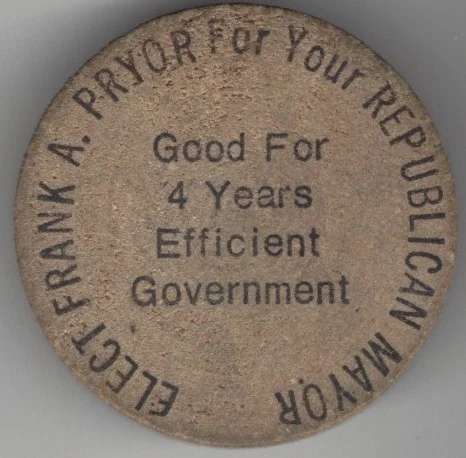 ELECT FRANK A. PRYOR For Your REPUBLICAN MAYOR
Good For
4 Years
Efficient
Government